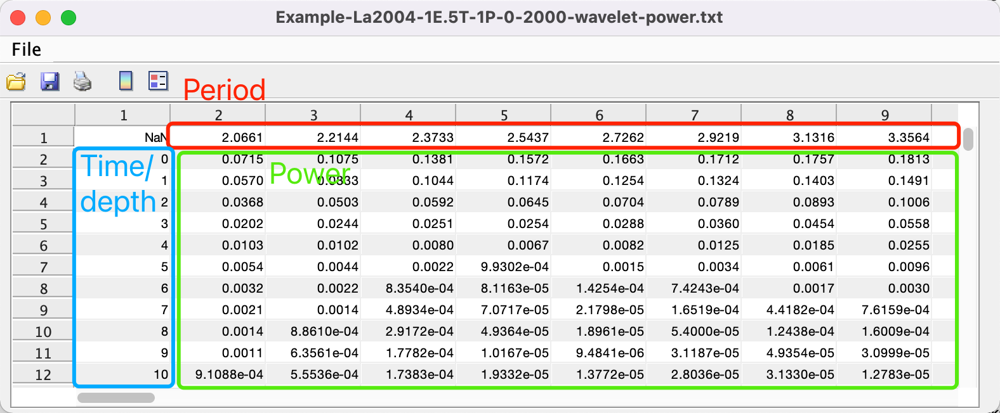 Example-La2004-1E.5T-1P-0-2000-wavelet-power.txt
File
Period
1 2 3 4 5 6 7 8 9
1 NaN 2.0661 2.2144 2.3733 2.5437 2.7262 2.9219 3.1316 3.3564
2 0 0.0715 0.1075 0.1381 0.1572 0.1663 0.1712 0.1757 0.1813
Time/
depth
Power
3 1 0.0570 0.0833 0.1044 0.1174 0.1254 0.1324 0.1403 0.1491
4 2 0.0368 0.0503 0.0592 0.0645 0.0704 0.0789 0.0893 0.1006
5 3 0.0202 0.0244 0.0251 0.0254 0.0288 0.0360 0.0454 0.0558
6 4 0.0103 0.0102 0.0080 0.0067 0.0082 0.0125 0.0185 0.0255
7 5 0.0054 0.0044 0.0022 9.9302e-04 0.0015 0.0034 0.0061 0.0096
8 6 0.0032 0.0022 8.3540e-04 8.1163e-05 1.4254e-04 7.4243e-04 0.0017 0.0030
9 7 0.0021 0.0014 4.8934e-04 7.0717e-05 2.1798e-05 1.6519e-04 4.4182e-04 7.6159e-04
10 8 0.0014 8.8610e-04 2.9172e-04 4.9364e-05 1.8961e-05 5.4000e-05 1.2438e-04 1.6009e-04
11 9 0.0011 6.3561e-04 1.7782e-04 1.0167e-05 9.4841e-06 3.1187e-05 4.9354e-05 3.0999e-05
12 10 9.1088e-04 5.5536e-04 1.7383e-04 1.9332e-05 1.3772e-05 2.8036e-05 3.1330e-05 1.2783e-05